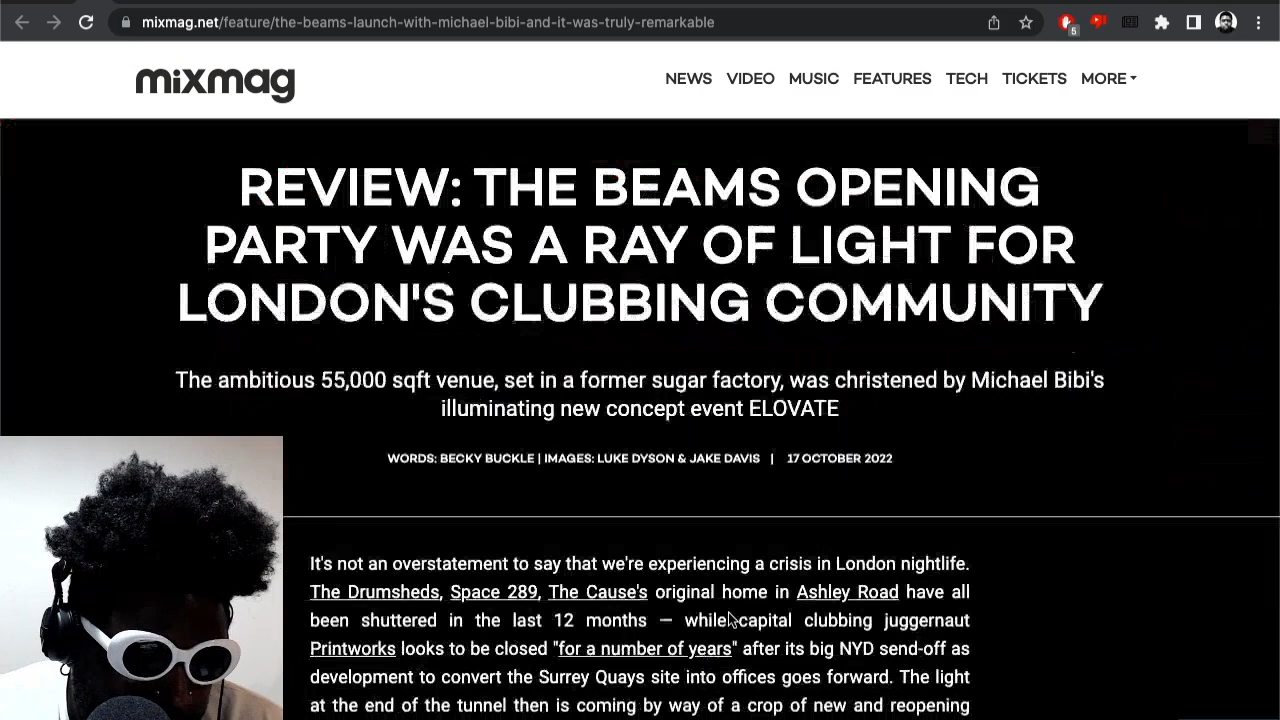 mixmag.net/feature/the-beams-launch-with-michael-bibi-and-it-was-truly-remarkable
5
mixmag
NEWS VIDEO MUSIC FEATURES TECH TICKETS MORE
REVIEW: THE BEAMS OPENING
PARTY WAS A RAY OF LIGHT FOR
LONDON'S CLUBBING COMMUNITY
The ambitious 55,000 sqft venue, set in a former sugar factory, was christened by Michael Bibi's
illuminating new concept event ELOVATE
WORDS: BECKY BUCKLE | IMAGES: LUKE DYSON & JAKE DAVIS | 17 OCTOBER 2022
It's not an overstatement to say that we're experiencing a crisis in London nightlife.
The Drumsheds, Space 289, The Cause's original home in Ashley Road have all
been shuttered in the last 12 months — while capital clubbing juggernaut
Printworks looks to be closed "for a number of years" after its big NYD send-off as
development to convert the Surrey Quays site into offices goes forward. The light
at the end of the tunnel then is coming by way of a crop of new and reopening